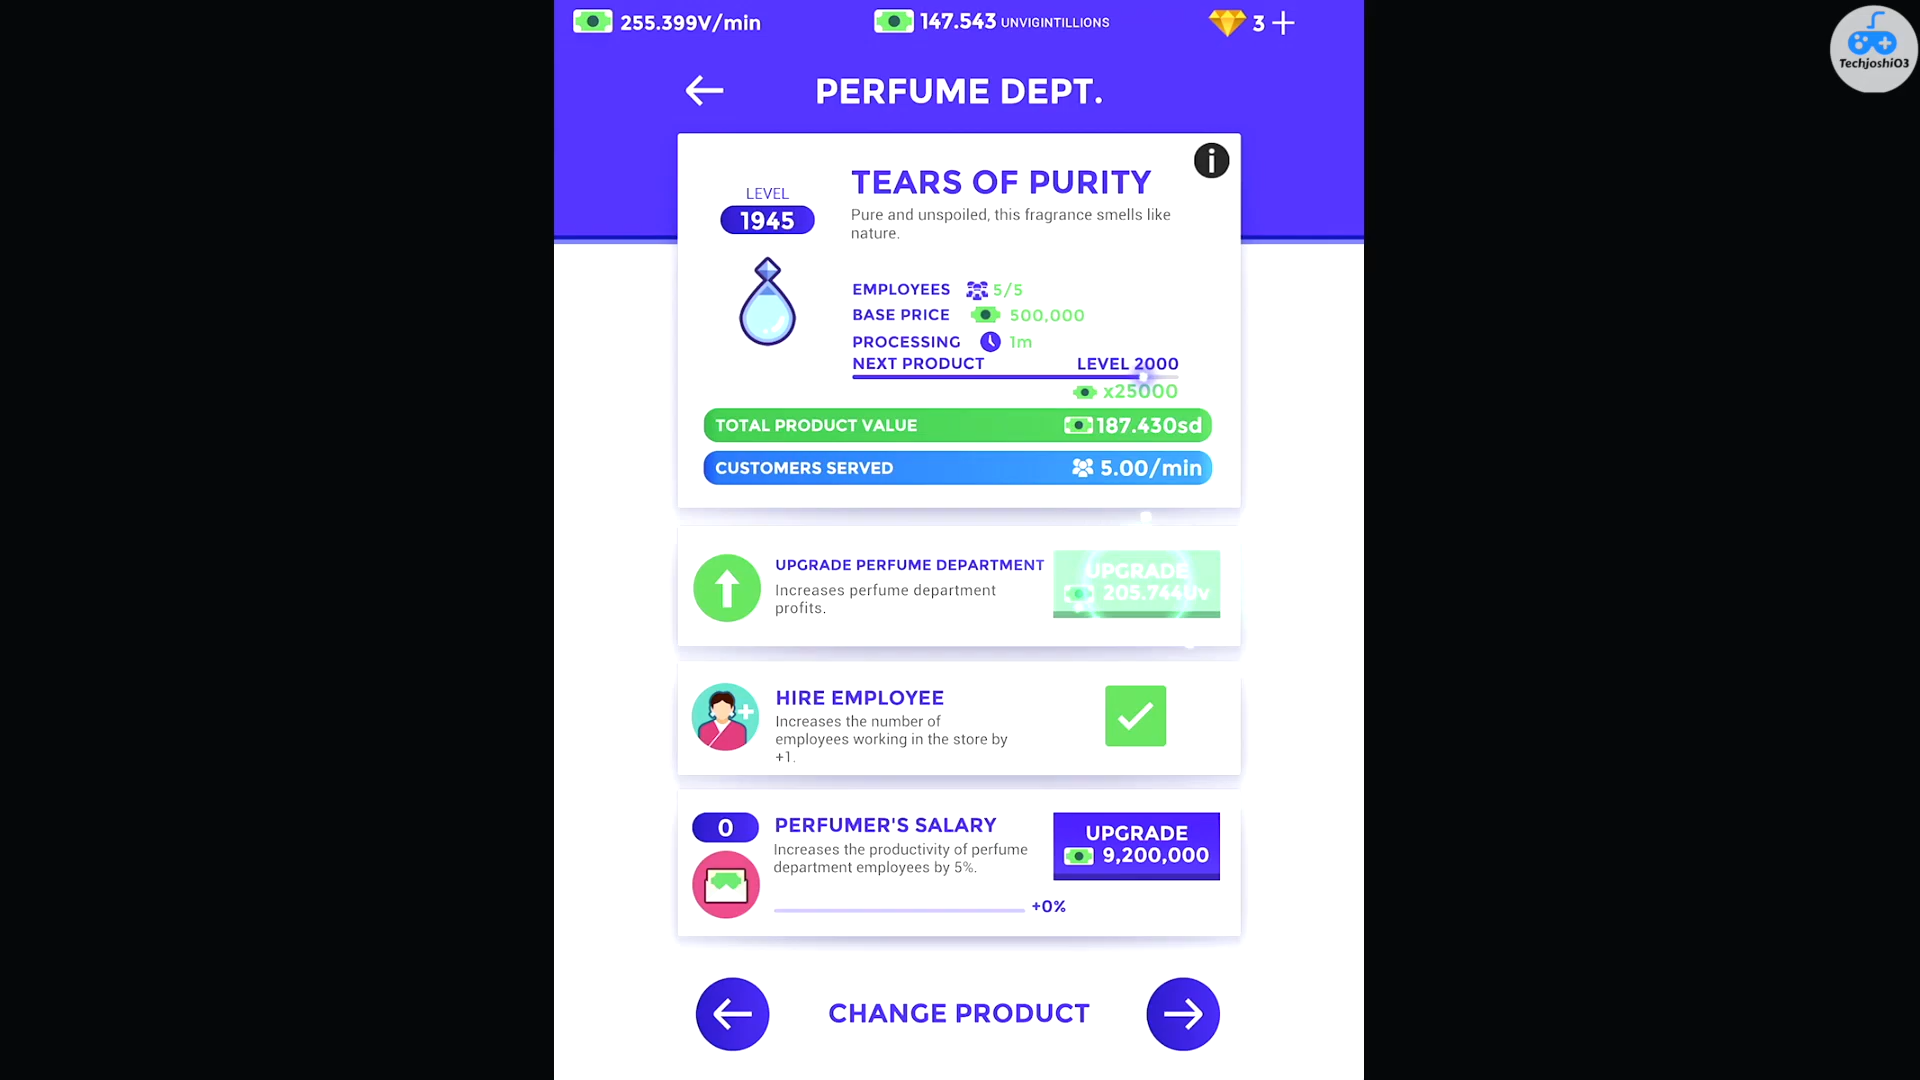 255.399V/min
147.543 UNVIGINTILLIONS
3
Techjoshi03
PERFUME DEPT.
i
LEVEL
1945
TEARS OF PURITY
Pure and unspoiled, this fragrance smells like
nature.
EMPLOYEES 5/5
BASE PRICE 500,000
PROCESSING 1m
NEXT PRODUCT LEVEL 2000
x25000
TOTAL PRODUCT VALUE 187.430sd
CUSTOMERS SERVED 5.00/min
UPGRADE PERFUME DEPARTMENT
Increases perfume department
profits.
UPGRADE
205.744Uv
HIRE EMPLOYEE
Increases the number of
employees working in the store by
+1.
0
PERFUMER'S SALARY
Increases the productivity of perfume
department employees by 5%.
+0%
UPGRADE
9,200,000
CHANGE PRODUCT